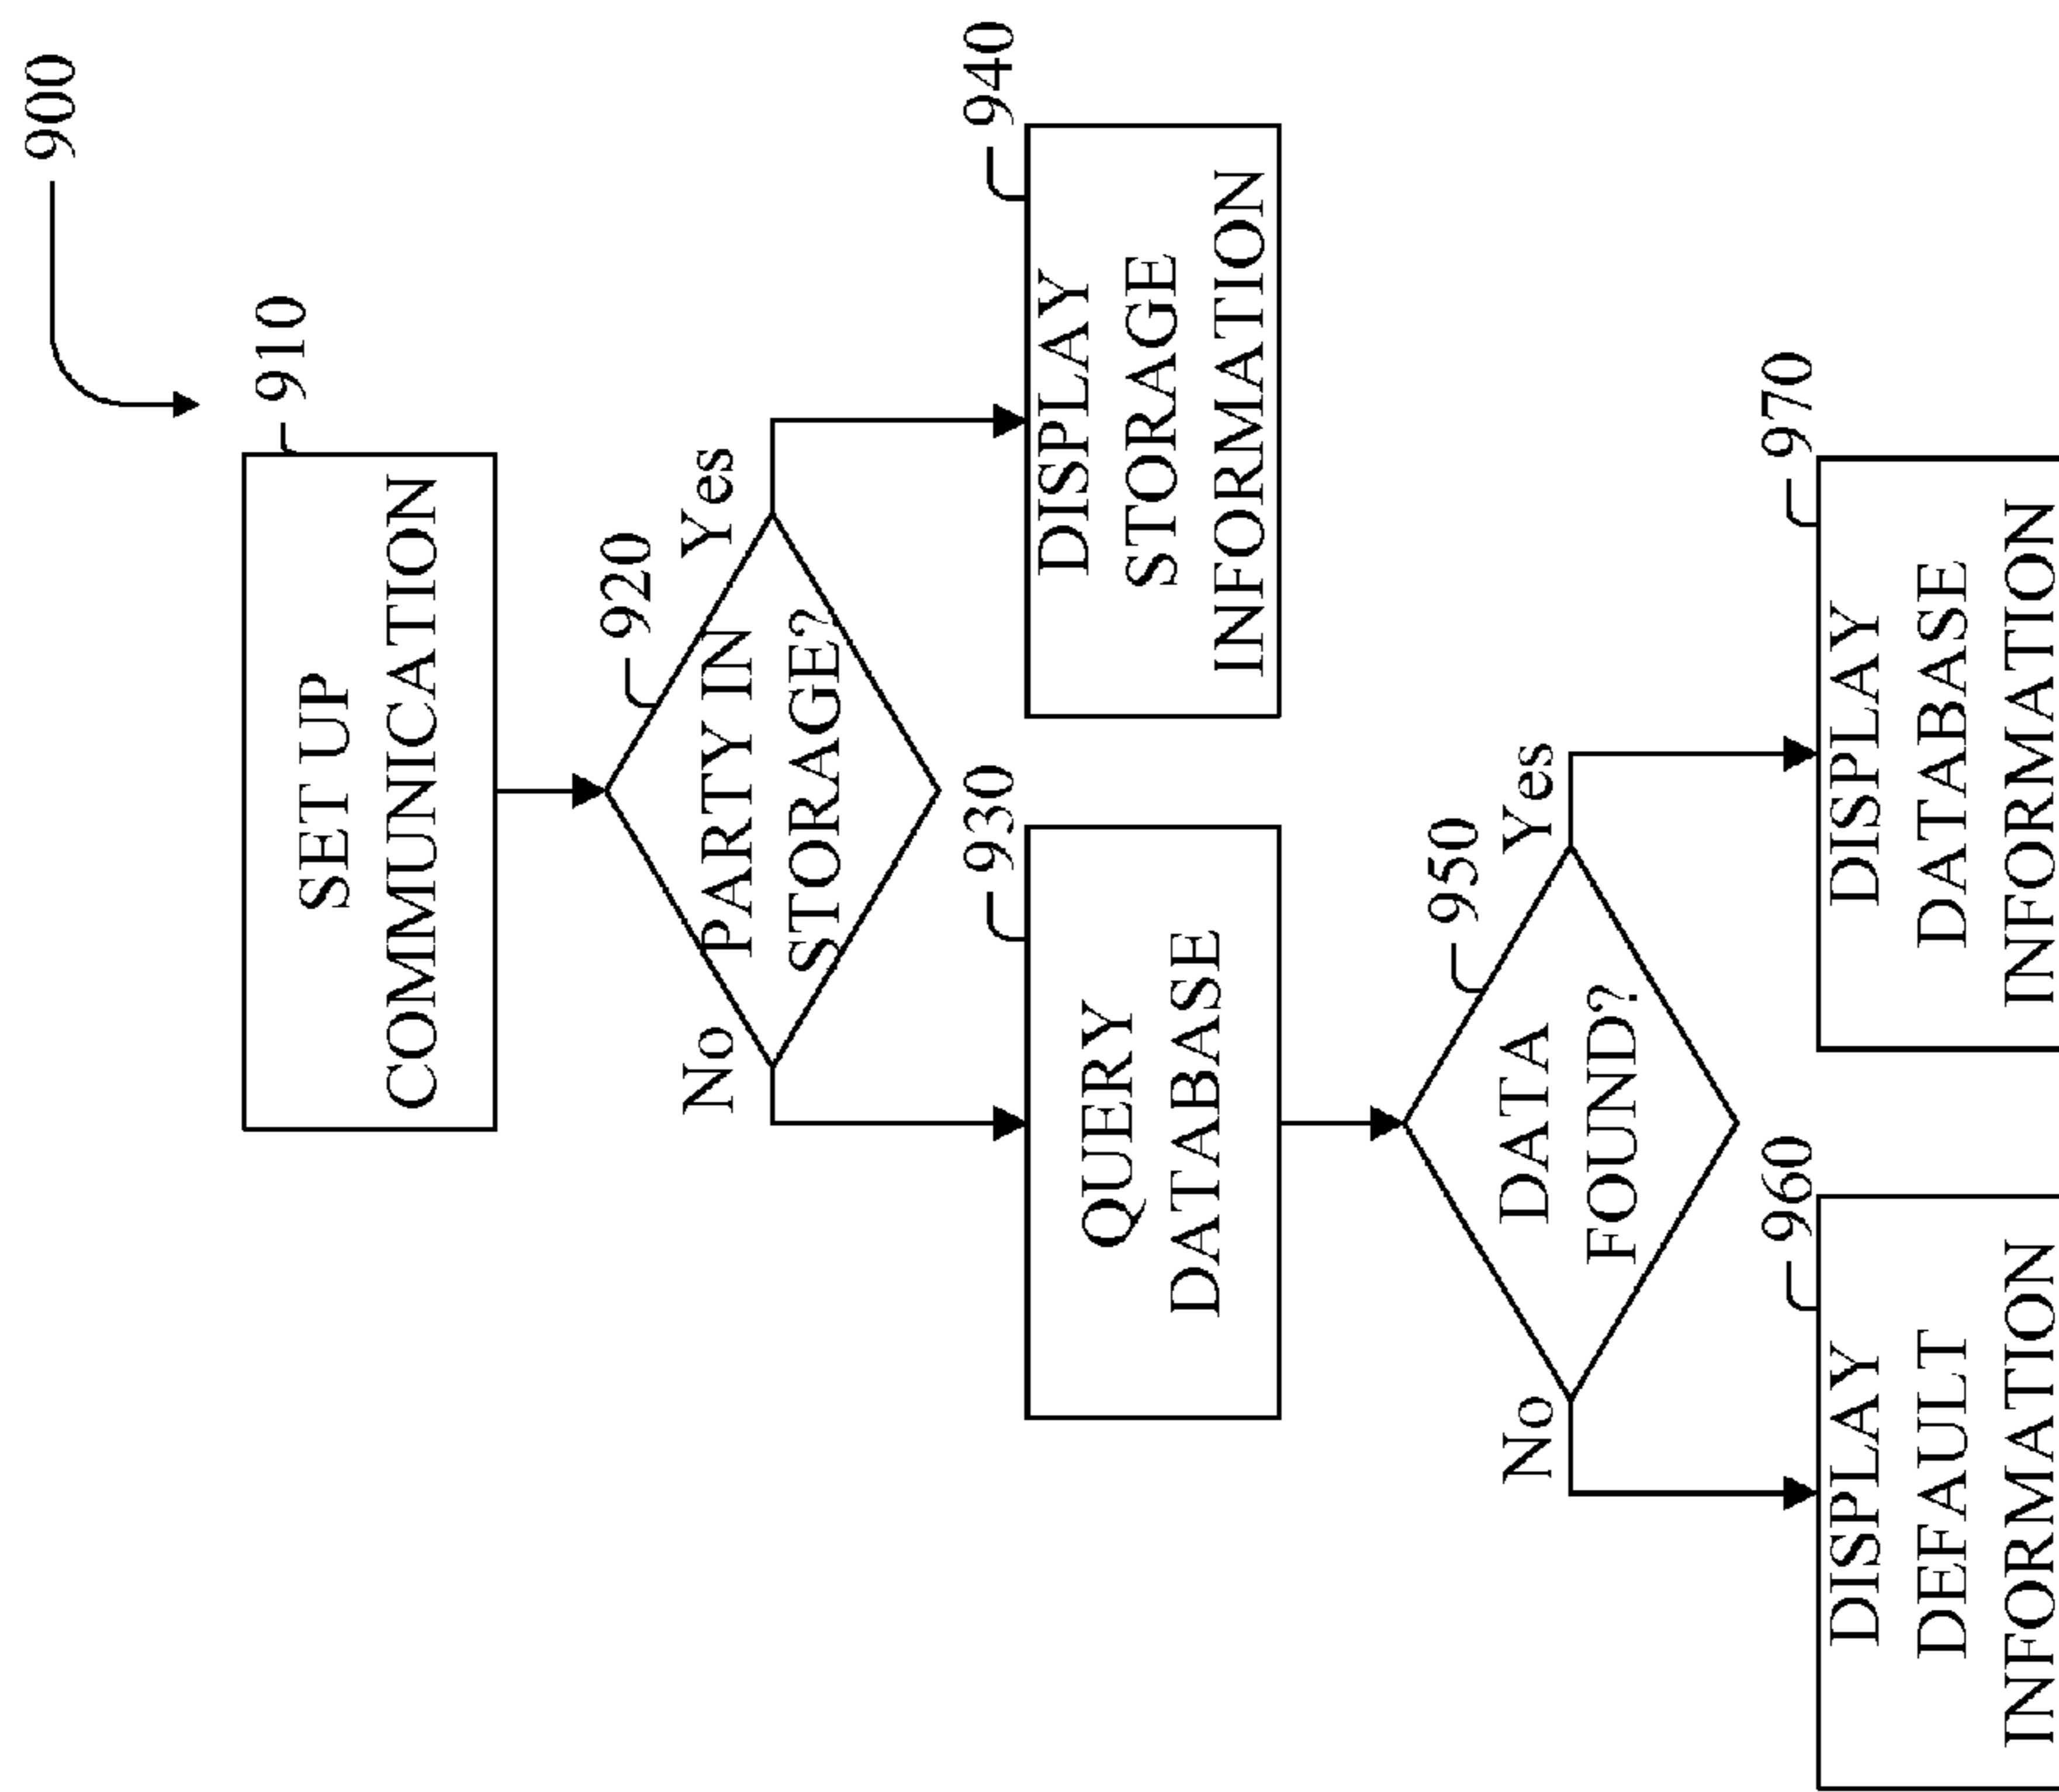 900
910
SET UP
COMMUNICATION
920
Yes
No
PARTY IN
STORAGE?
930
940
QUERY
DATABASE
DISPLAY
STORAGE
INFORMATION
950
Yes
No
DATA
FOUND?
960
970
DISPLAY
DEFAULT
INFORMATION
DISPLAY
DATABASE
INFORMATION